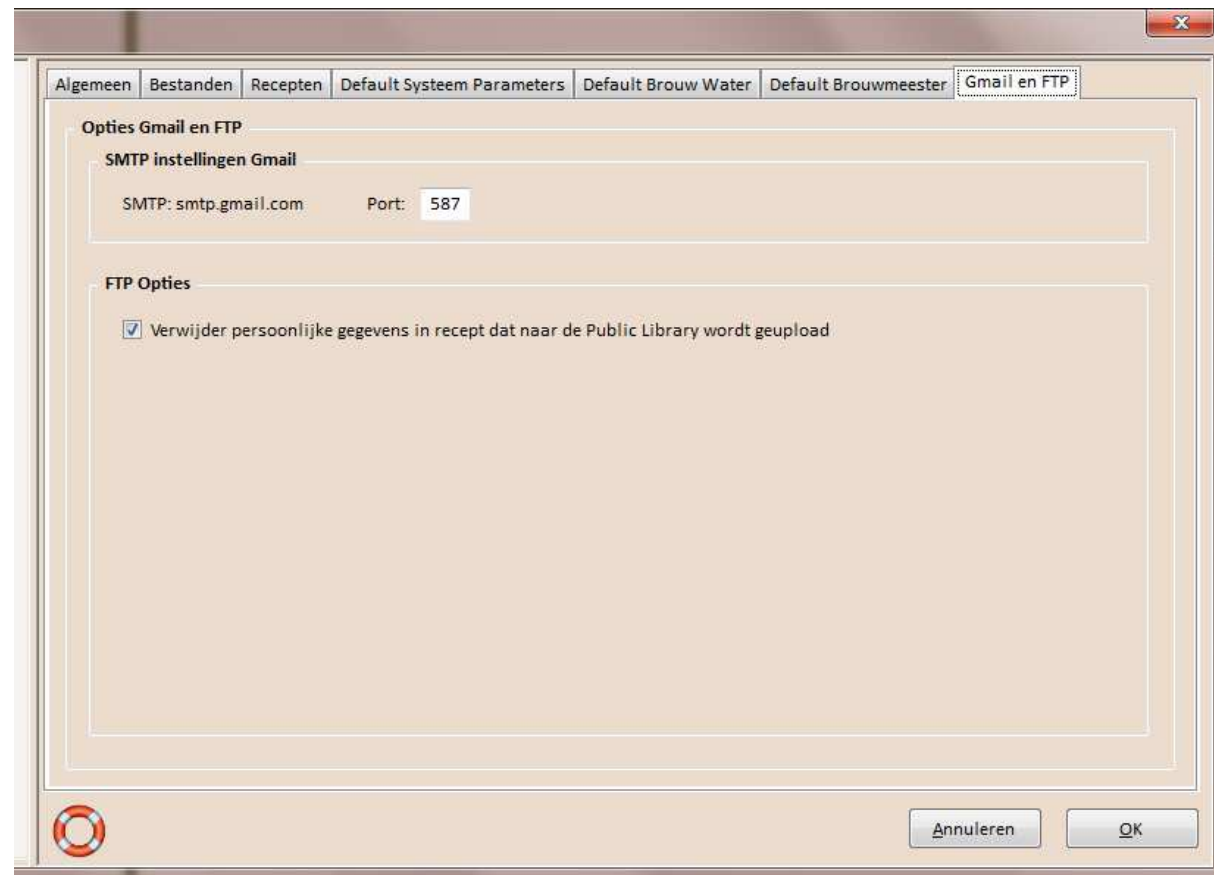 Algemeen Bestanden Recepten Default Systeem Parameters Default Brouw Water Default Brouwmeester Gmail en FTP
Opties Gmail en FTP
SMTP instellingen Gmail
SMTP: smtp.gmail.com Port: 587
FTP Opties
Verwijder persoonlijke gegevens in recept dat naar de Public Library wordt geupload
Annuleren OK